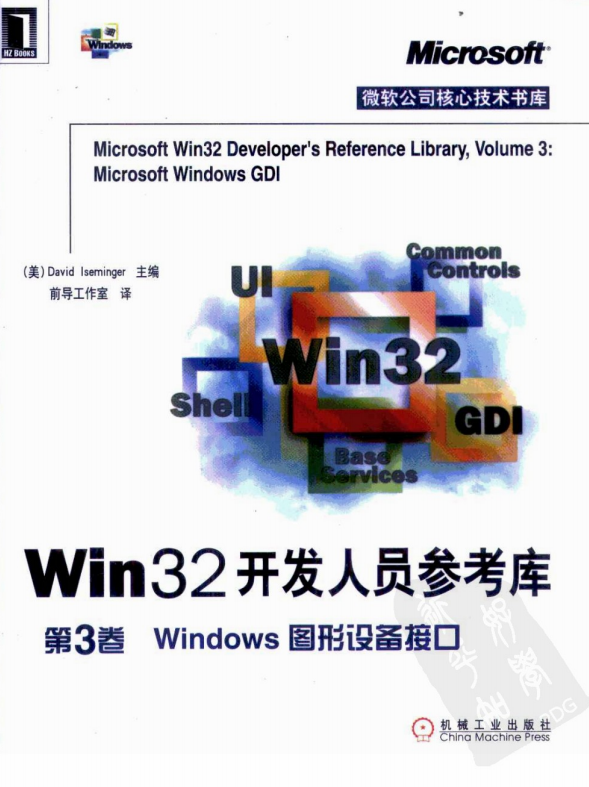 HZ BOOKS
Windows
Microsoft
微软公司核心技术书库
Microsoft Win32 Developer's Reference Library, Volume 3:
Microsoft Windows GDI
(美) David Iseminger 主编
前导工作室 译
Common
Controls
UI
Win32
Shell
GDI
Base
Services
Win32 开发人员参考库
第3卷 Windows 图形设备接口
机械工业出版社
China Machine Press